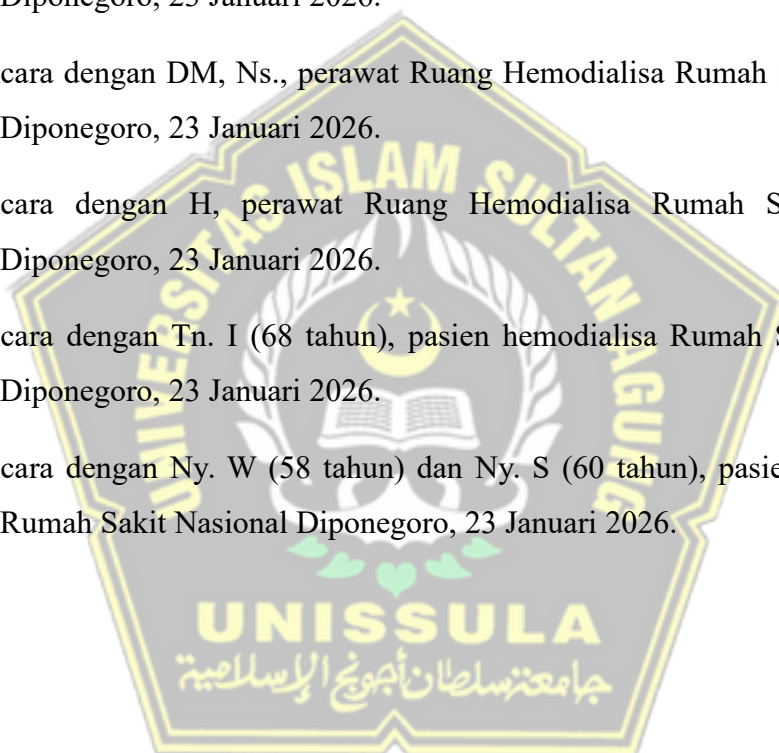 Diponegoro, 23 Januari 2026.
cara dengan DM, Ns., perawat Ruang Hemodialisa Rumah
Diponegoro, 23 Januari 2026.
cara dengan H, perawat Ruang Hemodialisa Rumah S
Diponegoro, 23 Januari 2026.
cara dengan Tn. I (68 tahun), pasien hemodialisa Rumah S
Diponegoro, 23 Januari 2026.
cara dengan Ny. W (58 tahun) dan Ny. S (60 tahun), pasie
Rumah Sakit Nasional Diponegoro, 23 Januari 2026.
UNIVERSITAS ISLAM SULTAN AGUNG
UNISSULA
جامعة سلطان أجونج الإسلامية